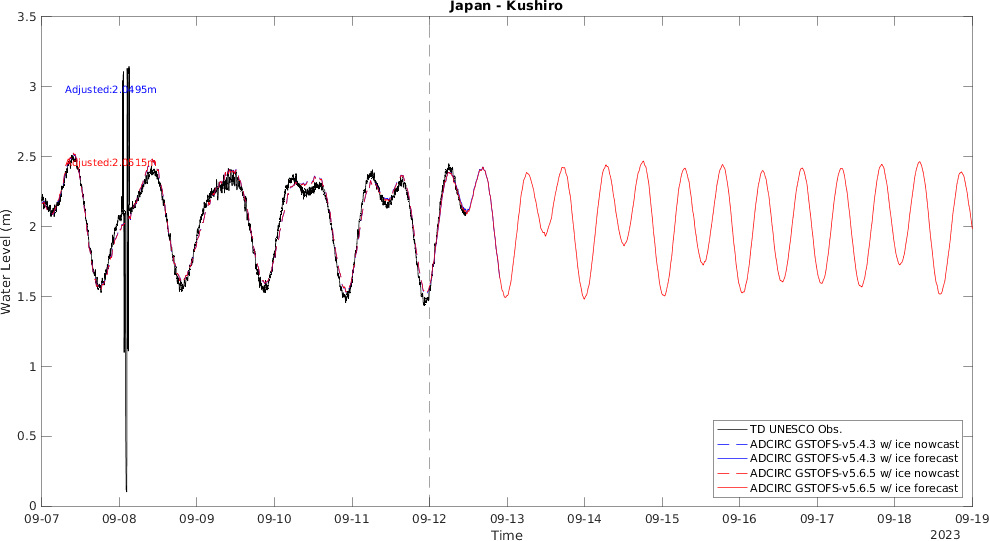 Japan - Kushiro
3.5
3
2.5
2
1.5
1
0.5
0
Water Level (m)
Adjusted:2.0495m
TD UNESCO Obs.
ADCIRC GSTOFS-v5.4.3 w/ ice nowcast
ADCIRC GSTOFS-v5.4.3 w/ ice forecast
ADCIRC GSTOFS-v5.6.5 w/ ice nowcast
ADCIRC GSTOFS-v5.6.5 w/ ice forecast
09-07 09-08 09-09 09-10 09-11 09-12 09-13 09-14 09-15 09-16 09-17 09-18 09-19
Time
2023